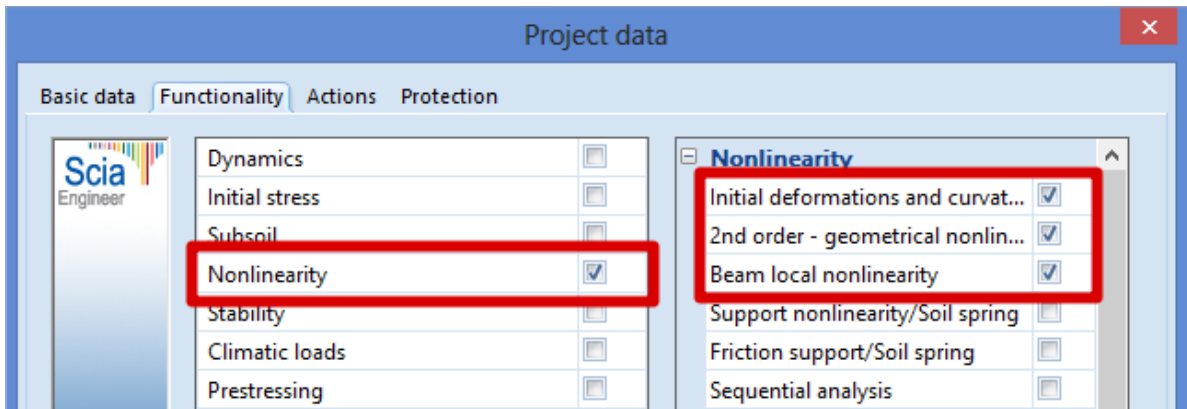 Project data
Basic data Functionality Actions Protection
Scia
Engineer
Dynamics
Initial stress
Subsoil
Nonlinearity
Stability
Climatic loads
Prestressing
Nonlinearity
Initial deformations and curvat...
2nd order - geometrical nonlin...
Beam local nonlinearity
Support nonlinearity/Soil spring
Friction support/Soil spring
Sequential analysis